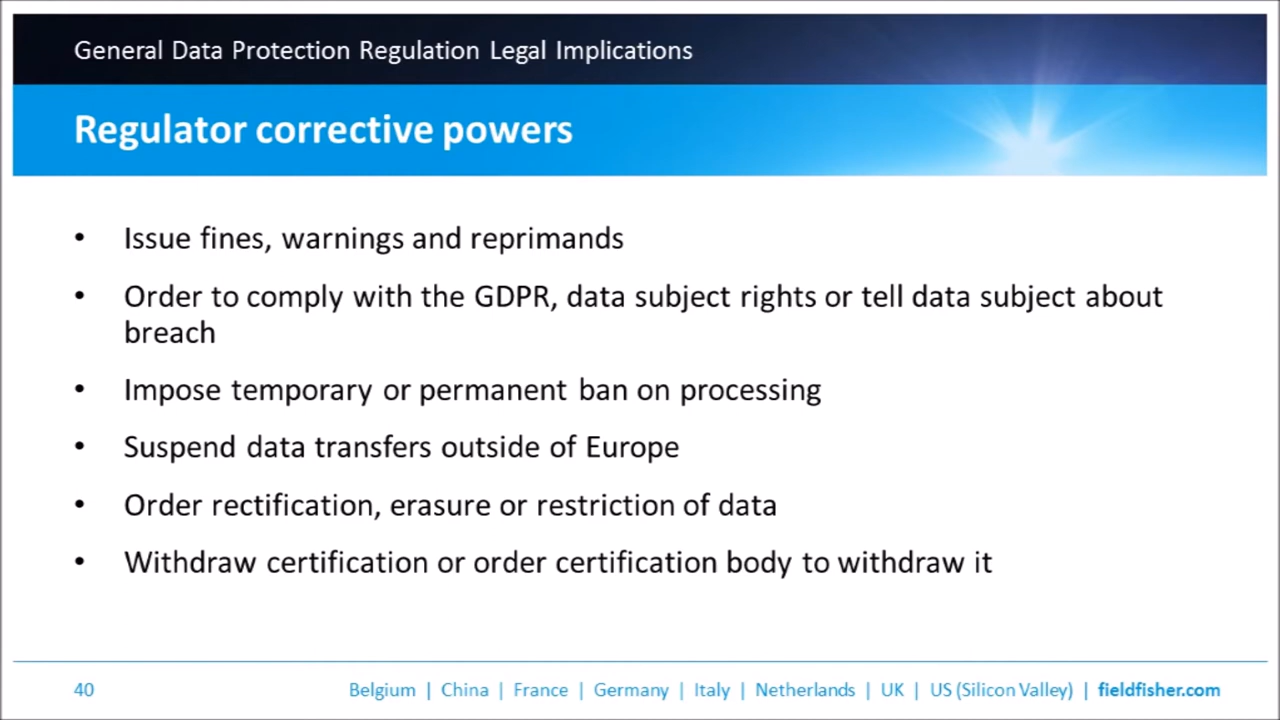 General Data Protection Regulation Legal Implications
Regulator corrective powers
• Issue fines, warnings and reprimands
• Order to comply with the GDPR, data subject rights or tell data subject about
breach
• Impose temporary or permanent ban on processing
• Suspend data transfers outside of Europe
• Order rectification, erasure or restriction of data
• Withdraw certification or order certification body to withdraw it
40 Belgium | China | France | Germany | Italy | Netherlands | UK | US (Silicon Valley) | fieldfisher.com